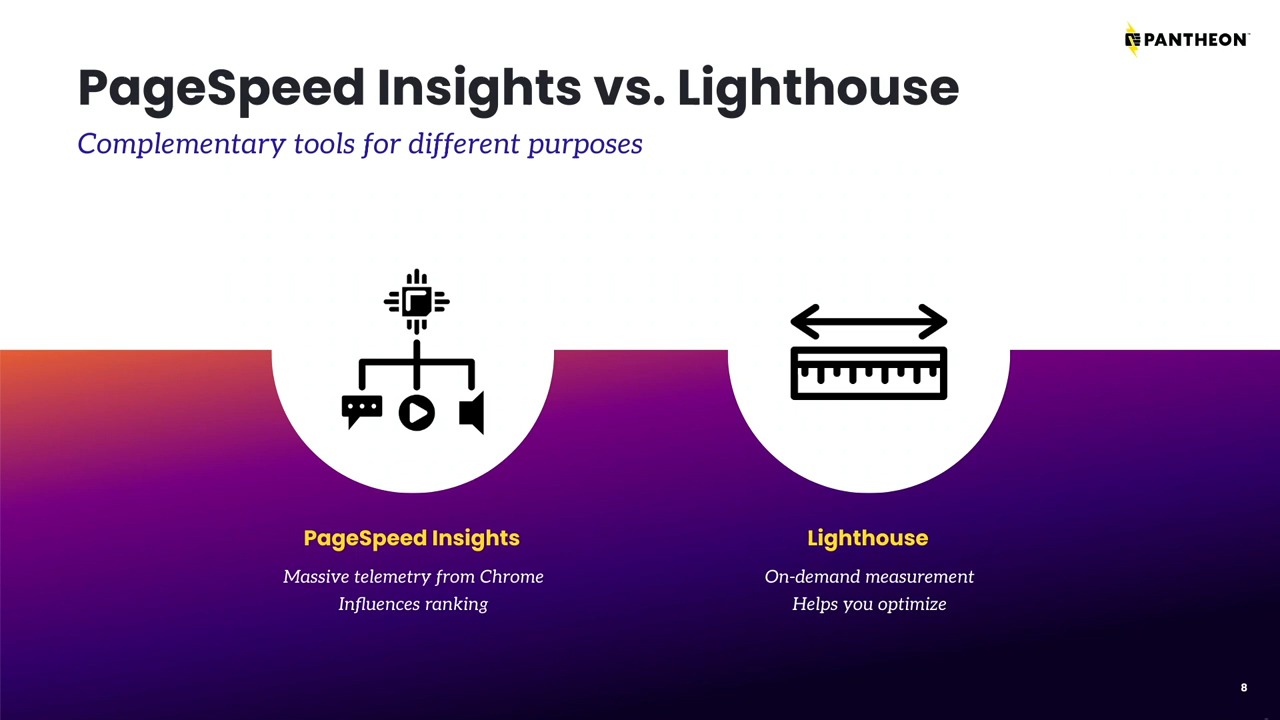 PANTHEON
PageSpeed Insights vs. Lighthouse
Complementary tools for different purposes
PageSpeed Insights
Massive telemetry from Chrome
Influences ranking
Lighthouse
On-demand measurement
Helps you optimize
8